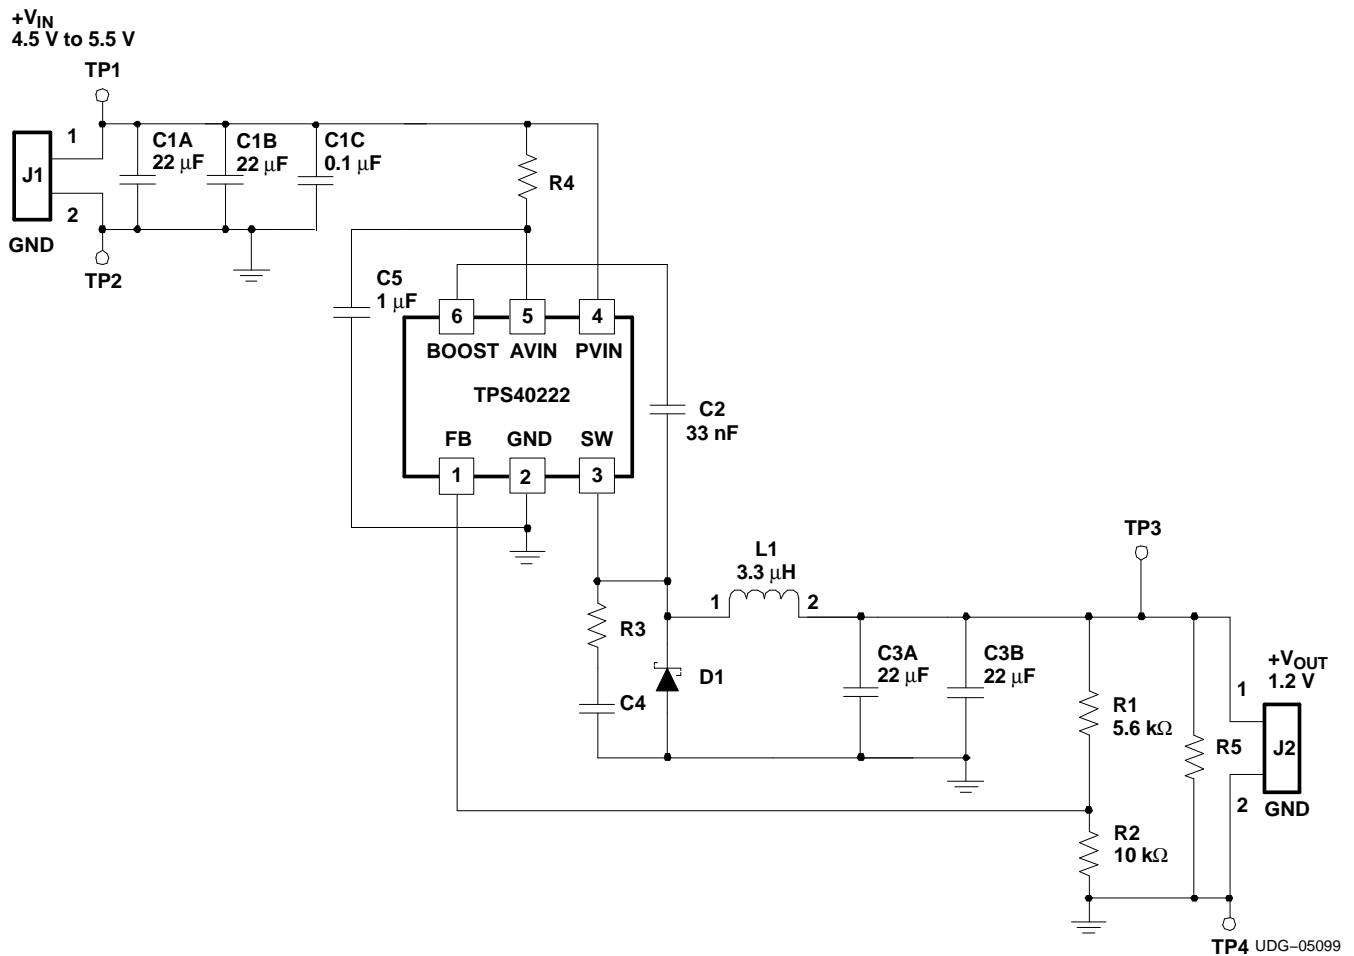 +VIN
4.5 V to 5.5 V
TP1
1
C1A
22 μF
C1B
22 μF
C1C
0.1 μF
J1
R4
2
GND
TP2
C5
1 μF
6
5
4
BOOST
AVIN
PVIN
TPS40222
C2
33 nF
FB
GND
SW
1
2
3
TP3
L1
3.3 μH
1
2
R3
C3A
22 μF
C3B
22 μF
+VOUT
1.2 V
D1
1
C4
R1
5.6 kΩ
R5
J2
2
GND
R2
10 kΩ
TP4
UDG–05099